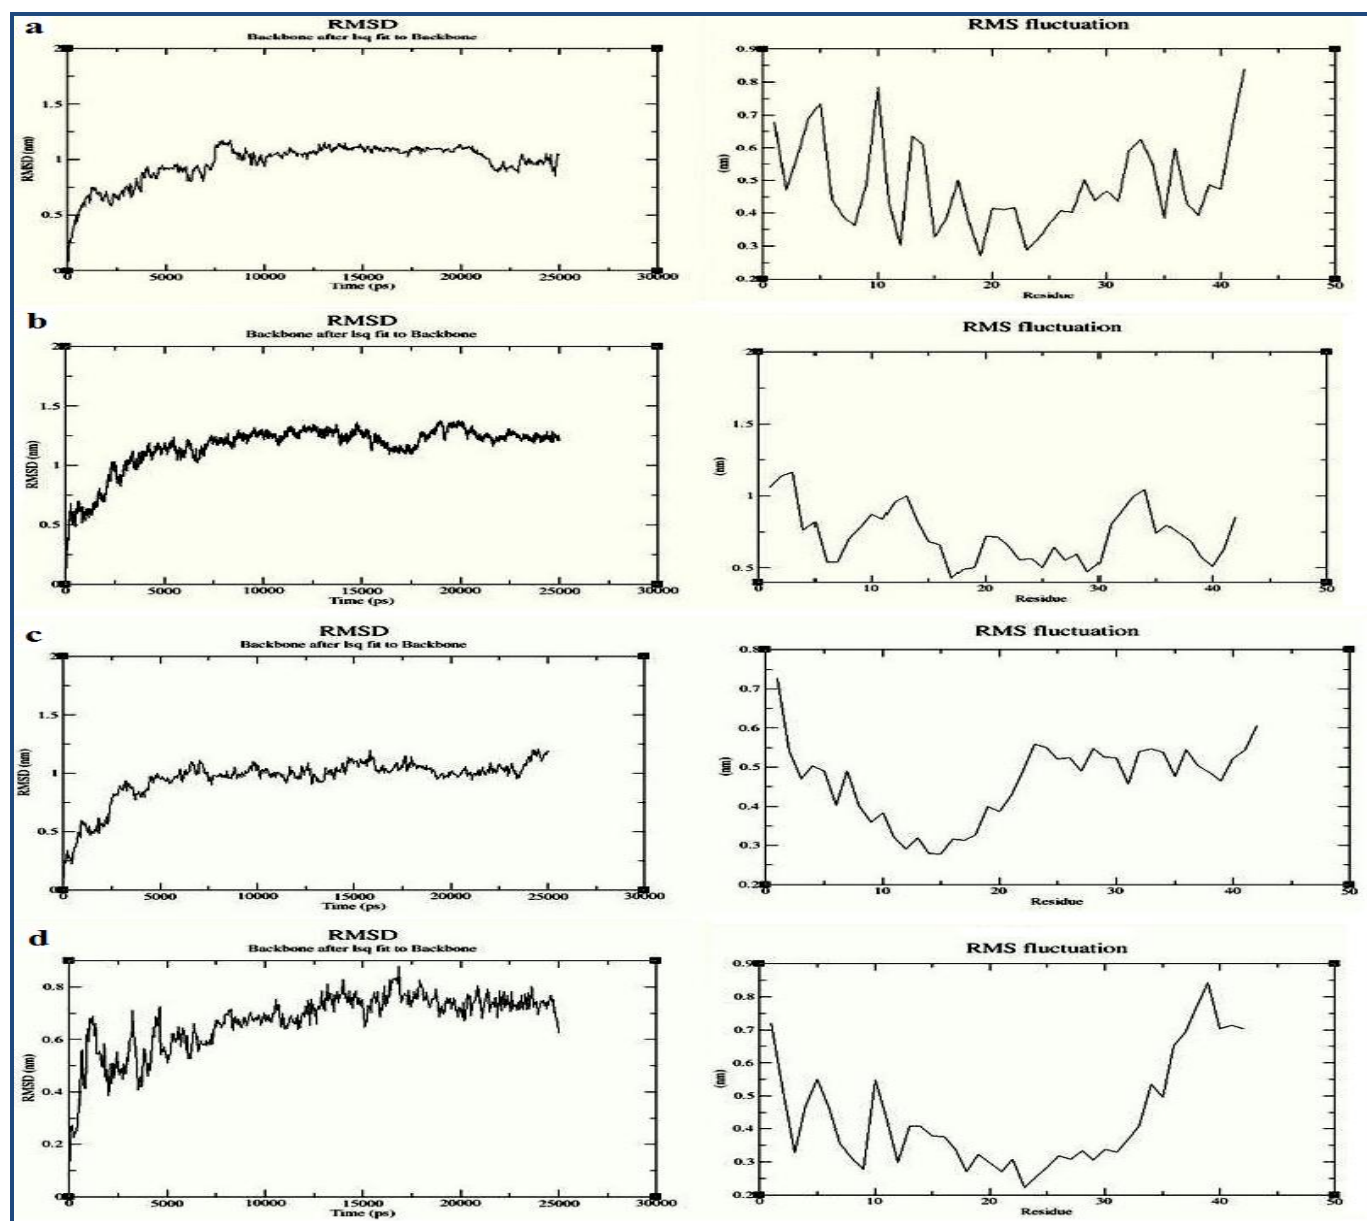 a
RMSD
Backbone after lsq fit to Backbone
2
1.5
1
0.5
0
RMSD (nm)
0 5000 10000 15000 20000 25000 30000
Time (ps)
RMS fluctuation
0.9
0.8
0.7
0.6
0.5
0.4
0.3
0.2
(nm)
0 10 20 30 40 50
Residue
b
RMSD
Backbone after lsq fit to Backbone
2
1.5
1
0.5
0
RMSD (nm)
0 5000 10000 15000 20000 25000 30000
Time (ps)
RMS fluctuation
2
1.5
1
0.5
(nm)
0 10 20 30 40 50
Residue
c
RMSD
Backbone after lsq fit to Backbone
2
1.5
1
0.5
0
RMSD (nm)
0 5000 10000 15000 20000 25000 30000
Time (ps)
RMS fluctuation
0.8
0.7
0.6
0.5
0.4
0.3
0.2
(nm)
0 10 20 30 40 50
Residue
d
RMSD
Backbone after lsq fit to Backbone
0.8
0.6
0.4
0.2
0
RMSD (nm)
0 5000 10000 15000 20000 25000 30000
Time (ps)
RMS fluctuation
0.9
0.8
0.7
0.6
0.5
0.4
0.3
0.2
(nm)
0 10 20 30 40 50
Residue